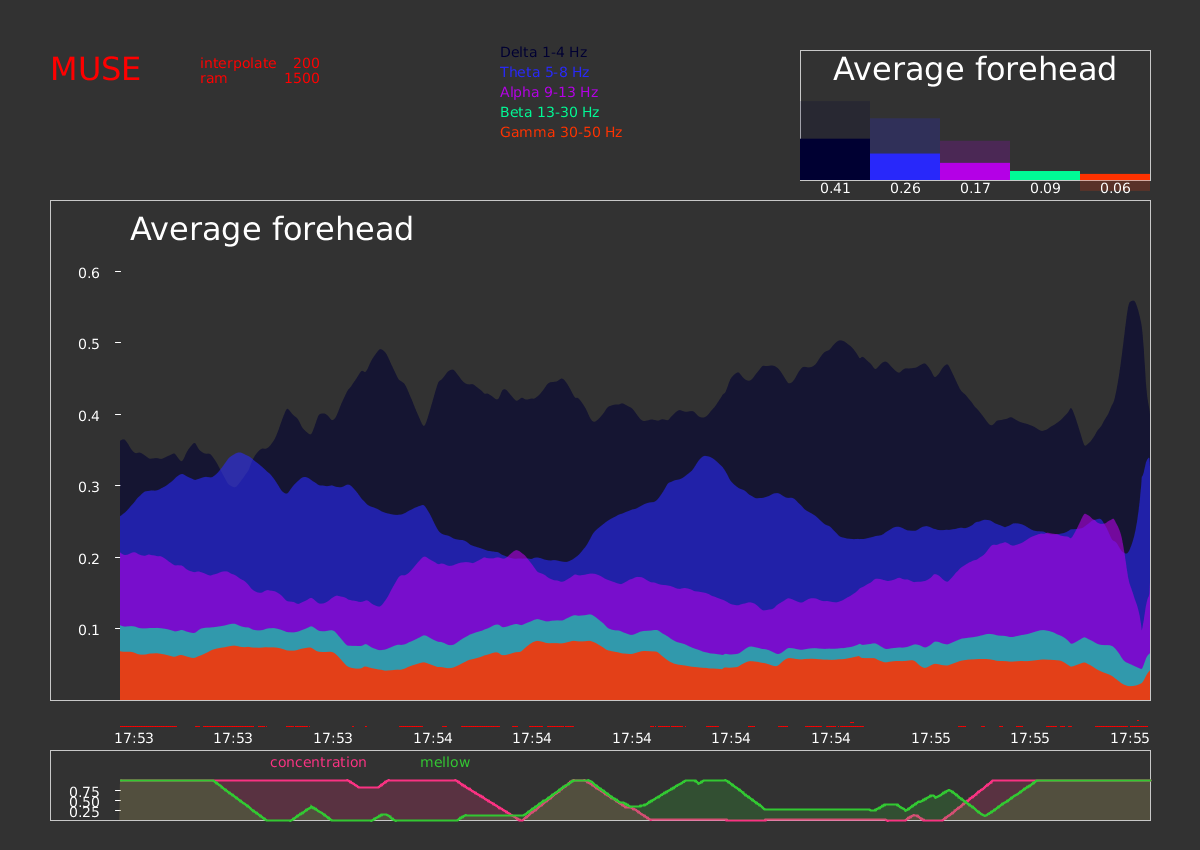 MUSE
interpolate 200
ram 1500
Delta 1-4 Hz
Theta 5-8 Hz
Alpha 9-13 Hz
Beta 13-30 Hz
Gamma 30-50 Hz
Average forehead
0.41 0.26 0.17 0.09 0.06
Average forehead
0.6
0.5
0.4
0.3
0.2
0.1
17:53 17:53 17:53 17:54 17:54 17:54 17:54 17:54 17:55 17:55 17:55
concentration mellow
0.75
0.50
0.25